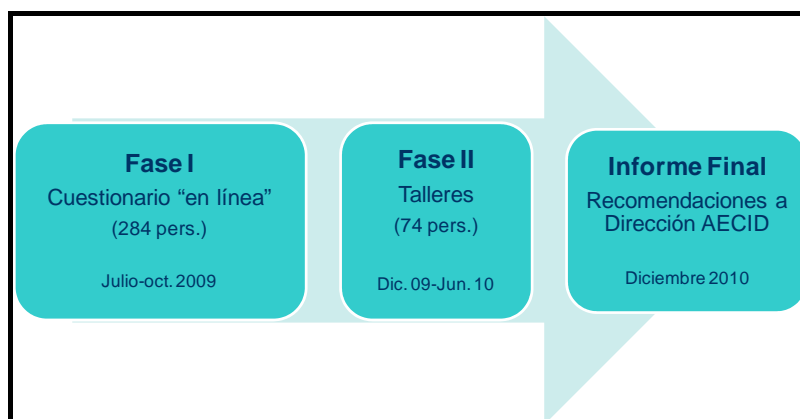 Fase I
Cuestionario “en línea”
(284 pers.)
Julio-oct. 2009
Fase II
Talleres
(74 pers.)
Dic. 09-Jun. 10
Informe Final
Recomendaciones a
Dirección AECID
Diciembre 2010